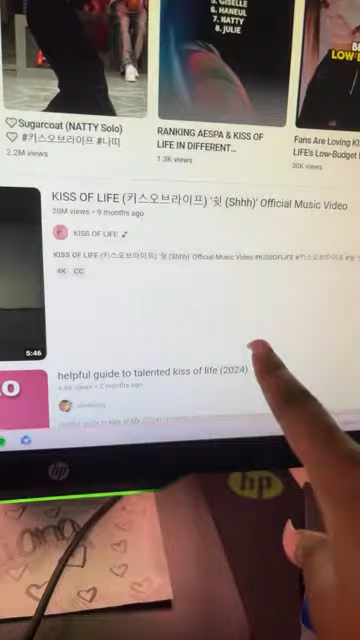 5. GISELLE
6. HANEUL
7. NATTY
8. JULIE
LOW-B
♡Sugarcoat (NATTY Solo)
♡ #키스오브라이프 #나띠
2.2M views
RANKING AESPA & KISS OF
LIFE IN DIFFERENT...
1.3K views
Fans Are Loving KI
LIFE's Low-Budget
30K views
KISS OF LIFE (키스오브라이프) '쉿 (Shhh)' Official Music Video
20M views • 9 months ago
KISS OF LIFE
KISS OF LIFE (키스오브라이프) '쉿 (Shhh)' Official Music Video #KISSOFLIFE #키스오브라이프
4K CC
5:46
helpful guide to talented kiss of life (2024)
2 months ago
hp
hp